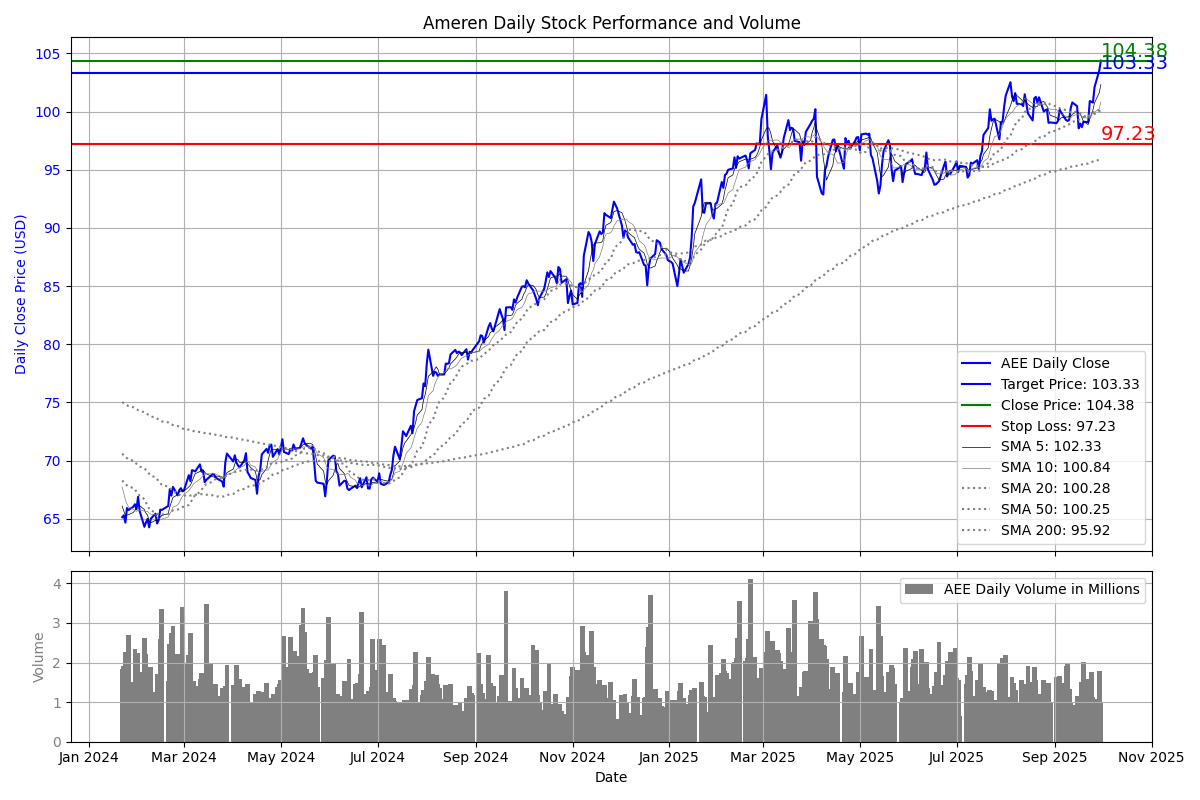 Ameren Daily Stock Performance and Volume
105
100
95
90
85
80
75
70
65
Daily Close Price (USD)
104.38
103.33
97.23
AEE Daily Close
Target Price: 103.33
Close Price: 104.38
Stop Loss: 97.23
SMA 5: 102.33
SMA 10: 100.84
SMA 20: 100.28
SMA 50: 100.25
SMA 200: 95.92
4
3
2
1
0
Volume
AEE Daily Volume in Millions
Jan 2024 Mar 2024 May 2024 Jul 2024 Sep 2024 Nov 2024 Jan 2025 Mar 2025 May 2025 Jul 2025 Sep 2025 Nov 2025
Date